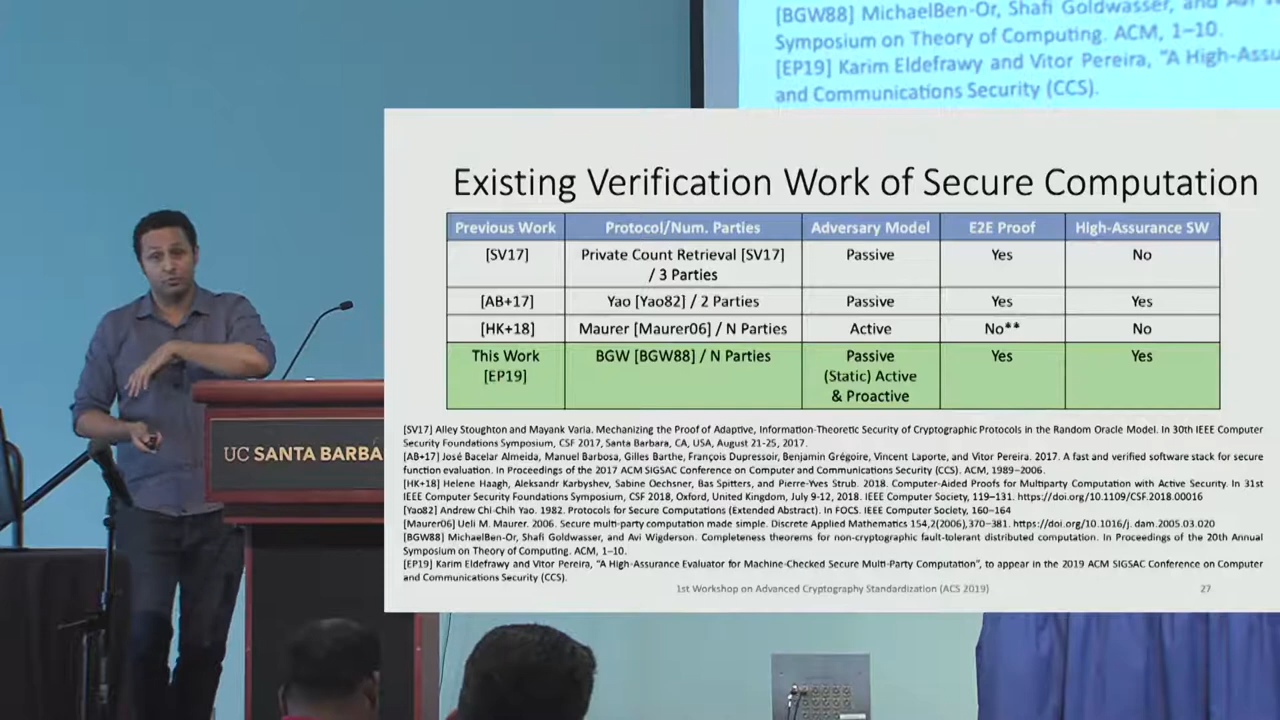 [BGW88] MichaelBen-Or, Shafi Goldwasser, and Avi
Symposium on Theory of Computing. ACM, 1–10.
[EP19] Karim Eldefrawy and Vitor Pereira, "A High-Assu
and Communications Security (CCS).
Existing Verification Work of Secure Computation
Previous Work Protocol/Num. Parties Adversary Model E2E Proof High-Assurance SW
[SV17] Private Count Retrieval [SV17] Passive Yes No
/ 3 Parties
[AB+17] Yao [Yao82] / 2 Parties Passive Yes Yes
[HK+18] Maurer [Maurer06] / N Parties Active No** No
This Work BGW [BGW88] / N Parties Passive Yes Yes
[EP19] (Static) Active
& Proactive
[SV17] Alley Stoughton and Mayank Varia. Mechanizing the Proof of Adaptive, Information-Theoretic Security of Cryptographic Protocols in the Random Oracle Model. In 30th IEEE Computer
Security Foundations Symposium, CSF 2017, Santa Barbara, CA, USA, August 21-25, 2017.
[AB+17] José Bacelar Almeida, Manuel Barbosa, Gilles Barthe, François Dupressoir, Benjamin Grégoire, Vincent Laporte, and Vitor Pereira. 2017. A fast and verified software stack for secure
function evaluation. In Proceedings of the 2017 ACM SIGSAC Conference on Computer and Communications Security (CCS). ACM, 1989–2006.
[HK+18] Helene Haagh, Aleksandr Karbyshev, Sabine Oechsner, Bas Spitters, and Pierre-Yves Strub. 2018. Computer-Aided Proofs for Multiparty Computation with Active Security. In 31st
IEEE Computer Security Foundations Symposium, CSF 2018, Oxford, United Kingdom, July 9-12, 2018. IEEE Computer Society, 119–131. https://doi.org/10.1109/CSF.2018.00016
[Yao82] Andrew Chi-Chih Yao. 1982. Protocols for Secure Computations (Extended Abstract). In FOCS. IEEE Computer Society, 160–164
[Maurer06] Ueli M. Maurer. 2006. Secure multi-party computation made simple. Discrete Applied Mathematics 154,2(2006),370–381. https://doi.org/10.1016/j. dam.2005.03.020
[BGW88] MichaelBen-Or, Shafi Goldwasser, and Avi Wigderson. Completeness theorems for non-cryptographic fault-tolerant distributed computation. In Proceedings of the 20th Annual
Symposium on Theory of Computing. ACM, 1–10.
[EP19] Karim Eldefrawy and Vitor Pereira, "A High-Assurance Evaluator for Machine-Checked Secure Multi-Party Computation", to appear in the 2019 ACM SIGSAC Conference on Computer
and Communications Security (CCS).
1st Workshop on Advanced Cryptography Standardization (ACS 2019) 27
UC SANTA BARBA